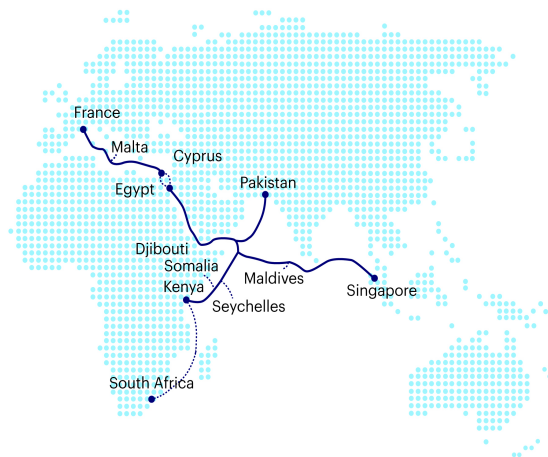 France
Malta
Cyprus
Egypt
Pakistan
Djibouti
Somalia
Maldives
Kenya
Singapore
Seychelles
South Africa